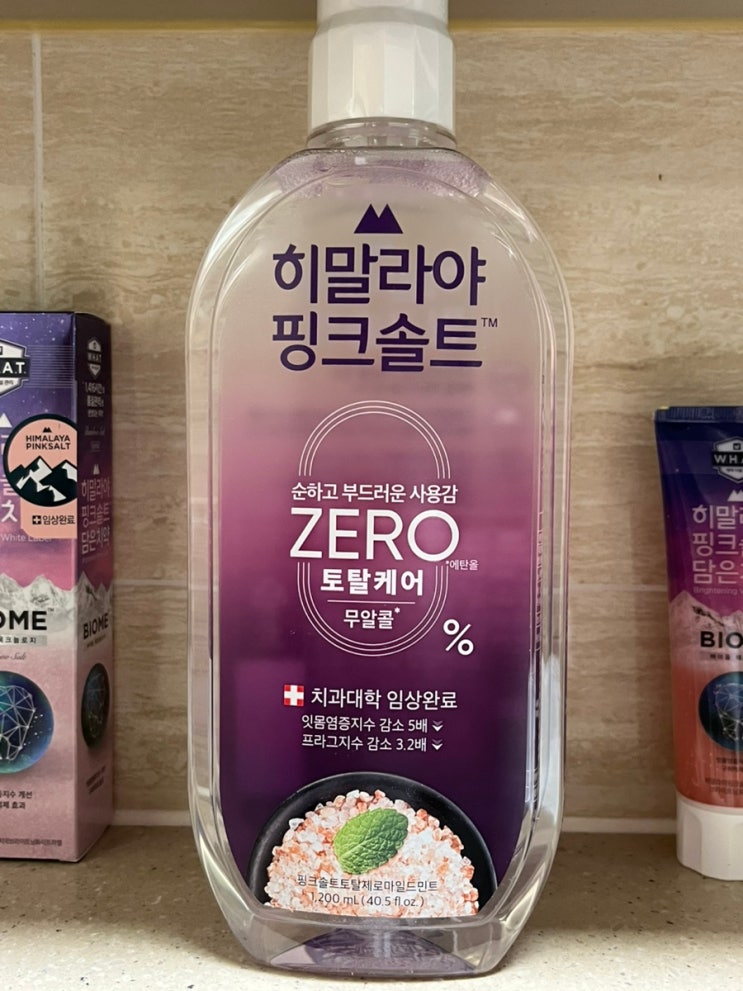 히말라야
핑크솔트™
순하고 부드러운 사용감
ZERO
*에탄올
토탈케어
무알콜*
%
치과대학 임상완료
잇몸염증지수 감소 5배
프라그지수 감소 3.2배
핑크솔트토탈제로마일드민트
1,200 mL (40.5 fl oz.)
HIMALAYA
PINKSALT
임상완료
White Label
히말라야
핑크솔트
담은치약
BIOME
WHAT
BIO